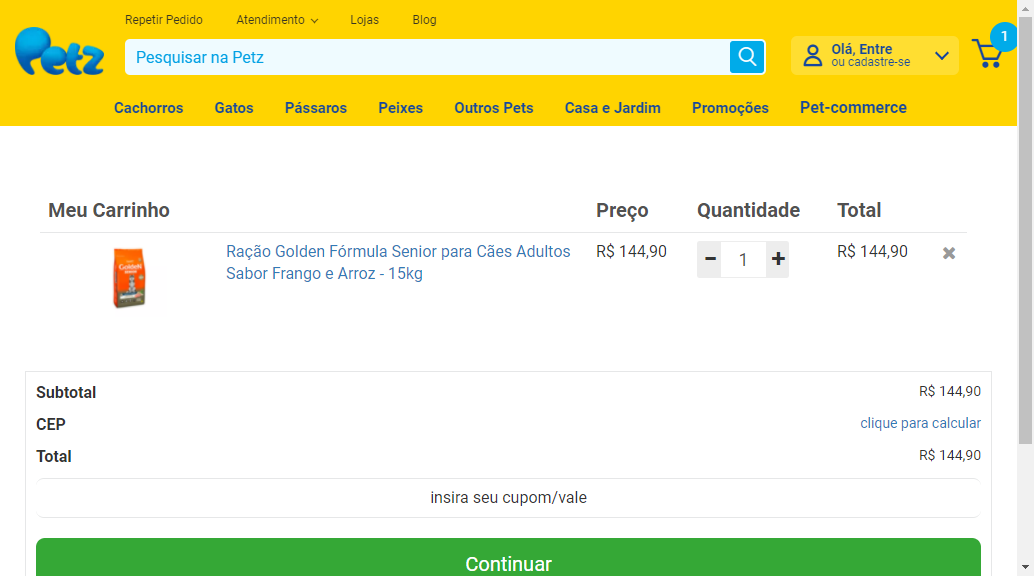 Repetir Pedido Atendimento Lojas Blog
Petz
Pesquisar na Petz
Olá, Entre
ou cadastre-se
1
Cachorros Gatos Pássaros Peixes Outros Pets Casa e Jardim Promoções Pet-commerce
Meu Carrinho Preço Quantidade Total
Ração Golden Fórmula Senior para Cães Adultos
Sabor Frango e Arroz - 15kg
R$ 144,90 1 R$ 144,90
Subtotal R$ 144,90
CEP clique para calcular
Total R$ 144,90
insira seu cupom/vale
Continuar